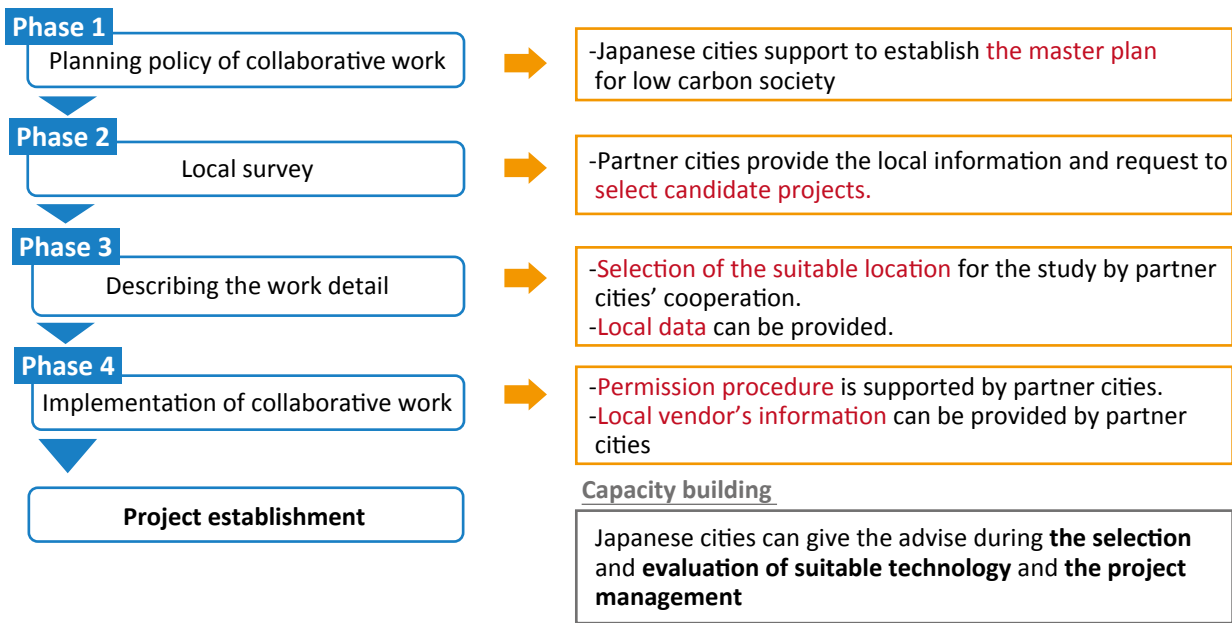 Phase 1
Planning policy of collaborative work
-Japanese cities support to establish the master plan
for low carbon society
Phase 2
Local survey
-Partner cities provide the local information and request to
select candidate projects.
Phase 3
Describing the work detail
-Selection of the suitable location for the study by partner
cities' cooperation.
-Local data can be provided.
Phase 4
Implementation of collaborative work
-Permission procedure is supported by partner cities.
-Local vendor's information can be provided by partner
cities
Project establishment
Capacity building
Japanese cities can give the advise during the selection
and evaluation of suitable technology and the project
management